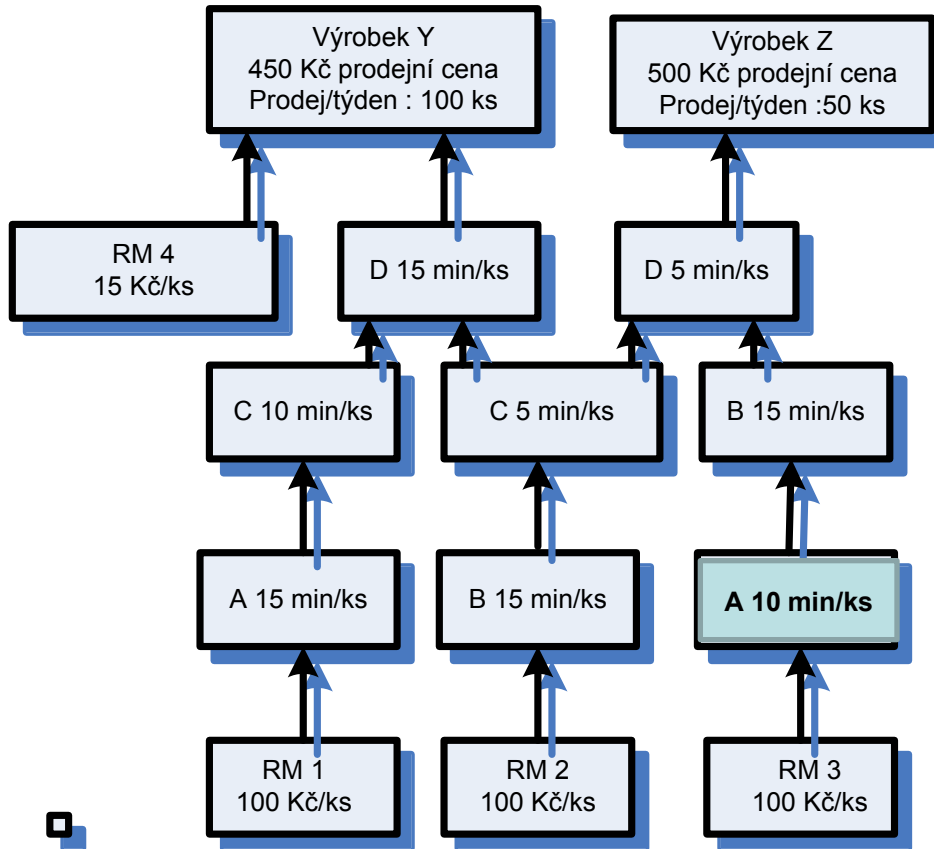 Výrobek Y
450 Kč prodejní cena
Prodej/týden : 100 ks
Výrobek Z
500 Kč prodejní cena
Prodej/týden :50 ks
RM 4
15 Kč/ks
D 15 min/ks
D 5 min/ks
C 10 min/ks
C 5 min/ks
B 15 min/ks
A 15 min/ks
B 15 min/ks
A 10 min/ks
RM 1
100 Kč/ks
RM 2
100 Kč/ks
RM 3
100 Kč/ks